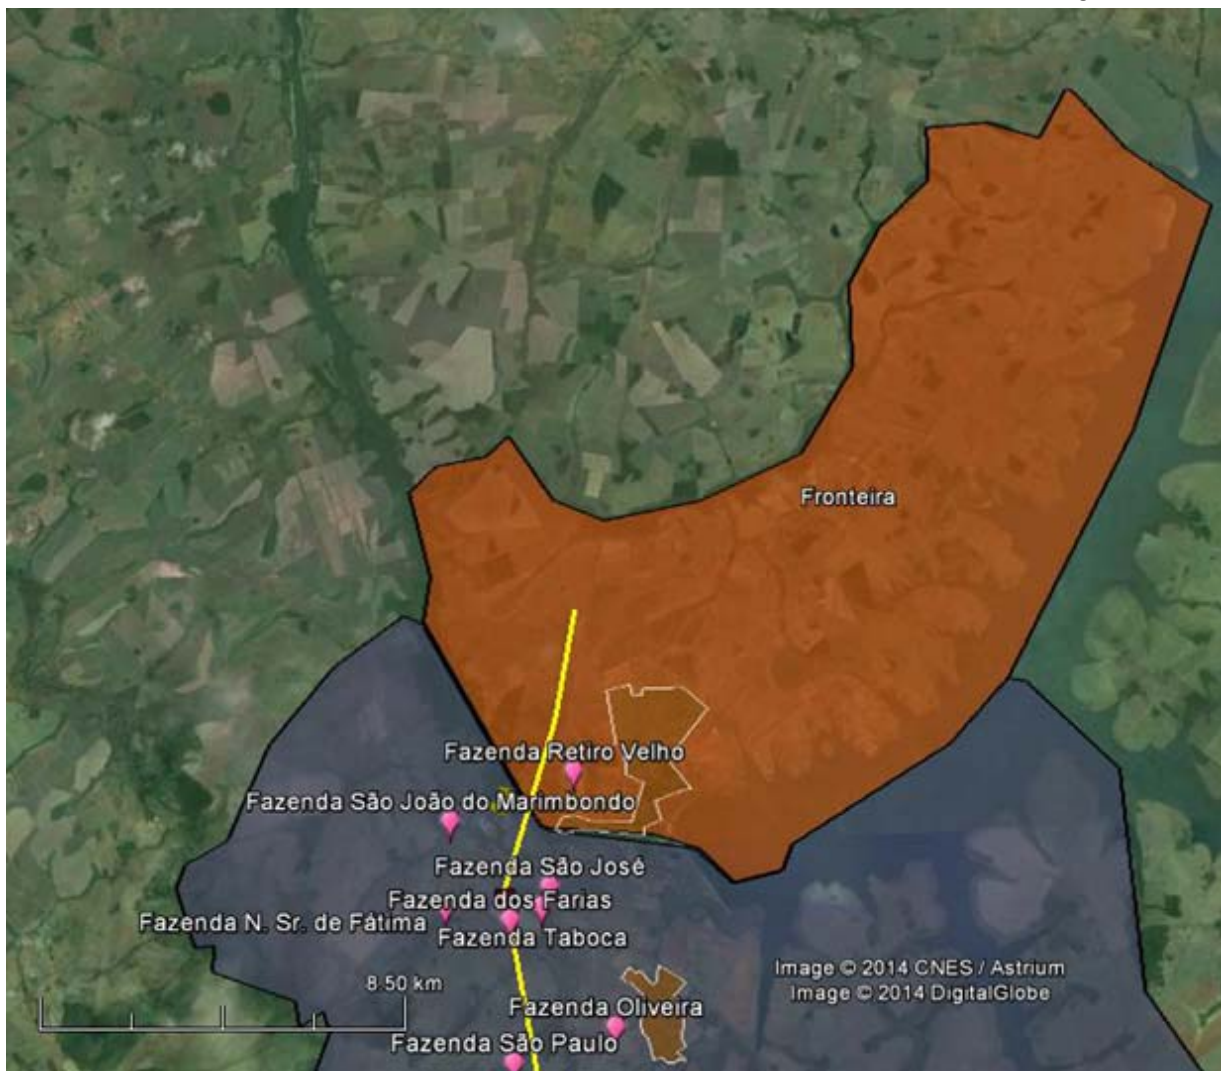 Fronteira
Fazenda Retiro Velho
Fazenda São João do Marimbondo
Fazenda São José
Fazenda dos Farias
Fazenda N. Sr. de Fátima
Fazenda Taboca
Image © 2014 CNES / Astrium
8.50 km
Image © 2014 DigitalGlobe
Fazenda Oliveira
Fazenda São Paulo